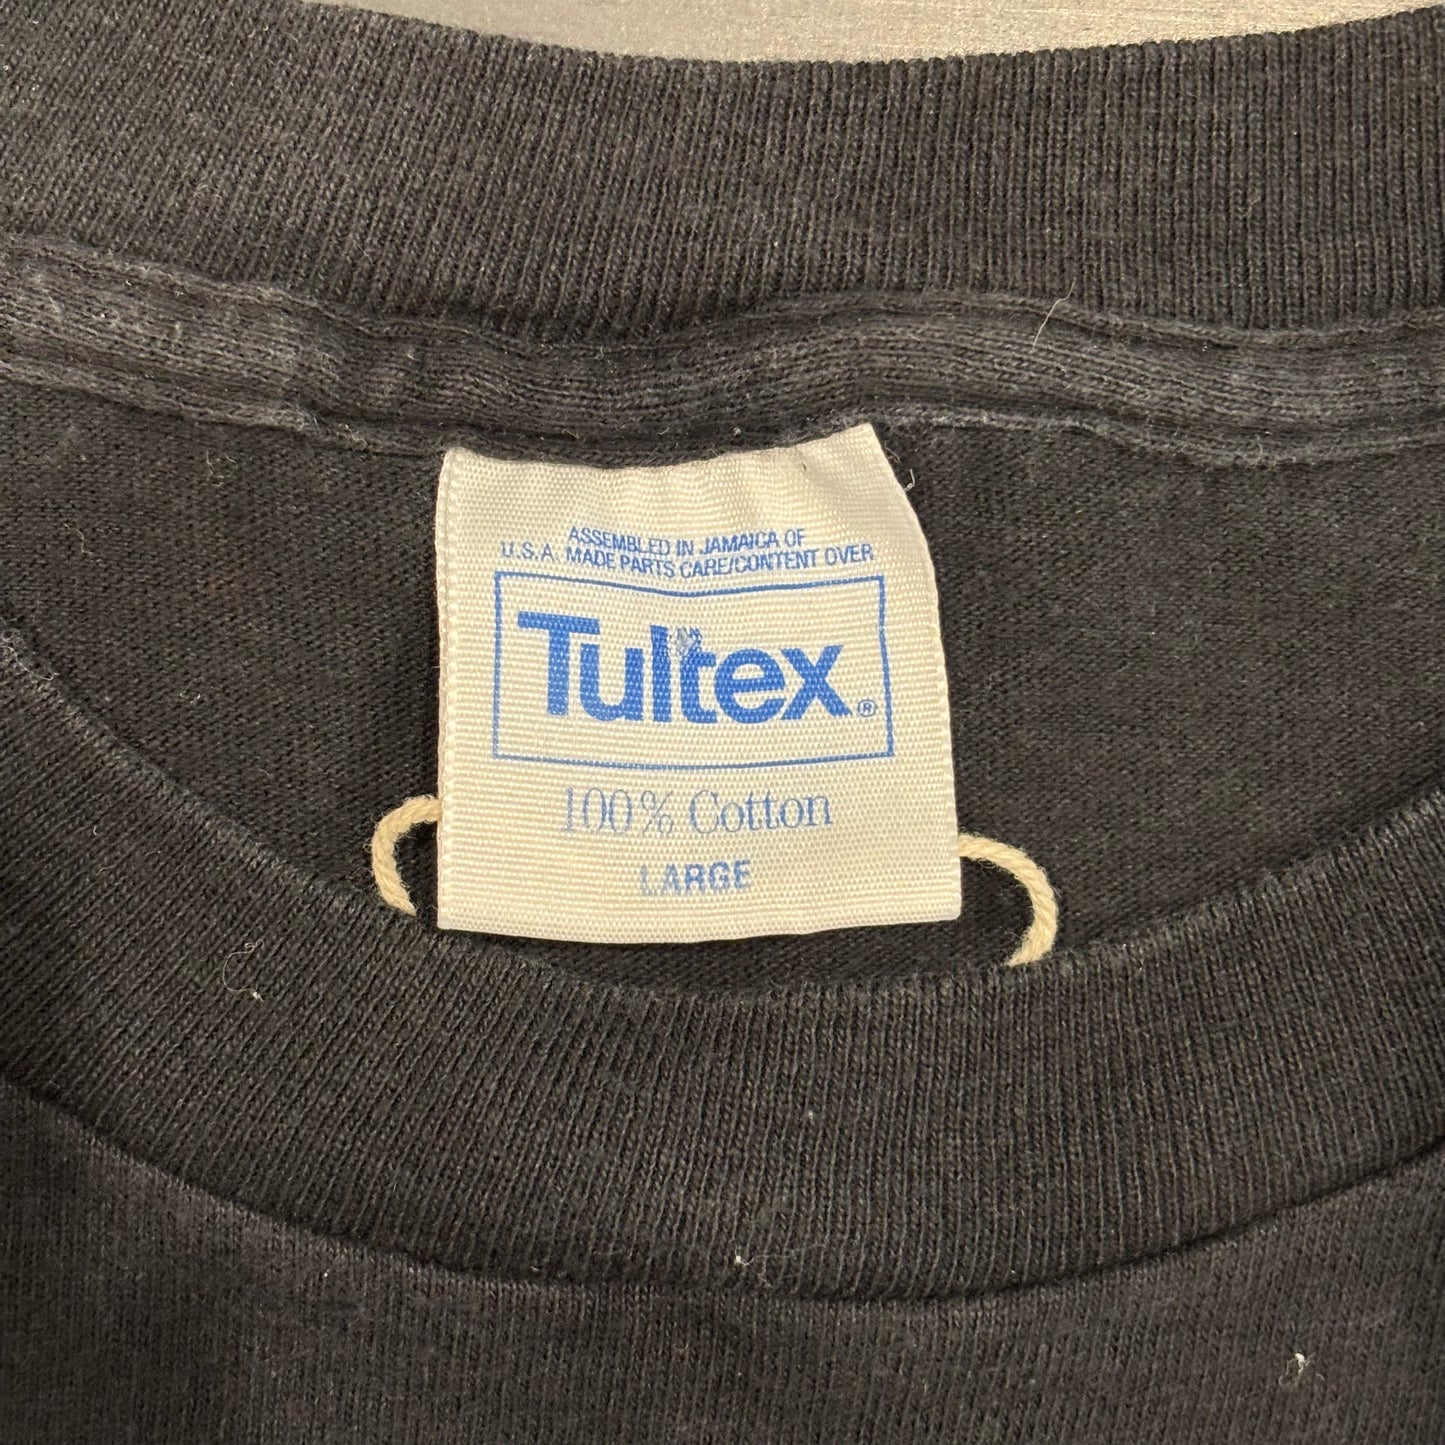 ASSEMBLED IN JAMAICA OF
U.S.A. MADE PARTS CARE/CONTENT OVER
Tultex®
100% Cotton
LARGE